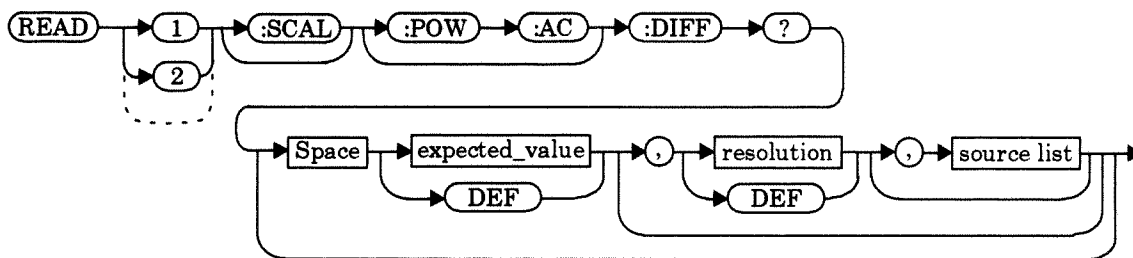 READ 1 :SCAL :POW :AC :DIFF ?
2
Space expected_value , resolution , source list
DEF DEF